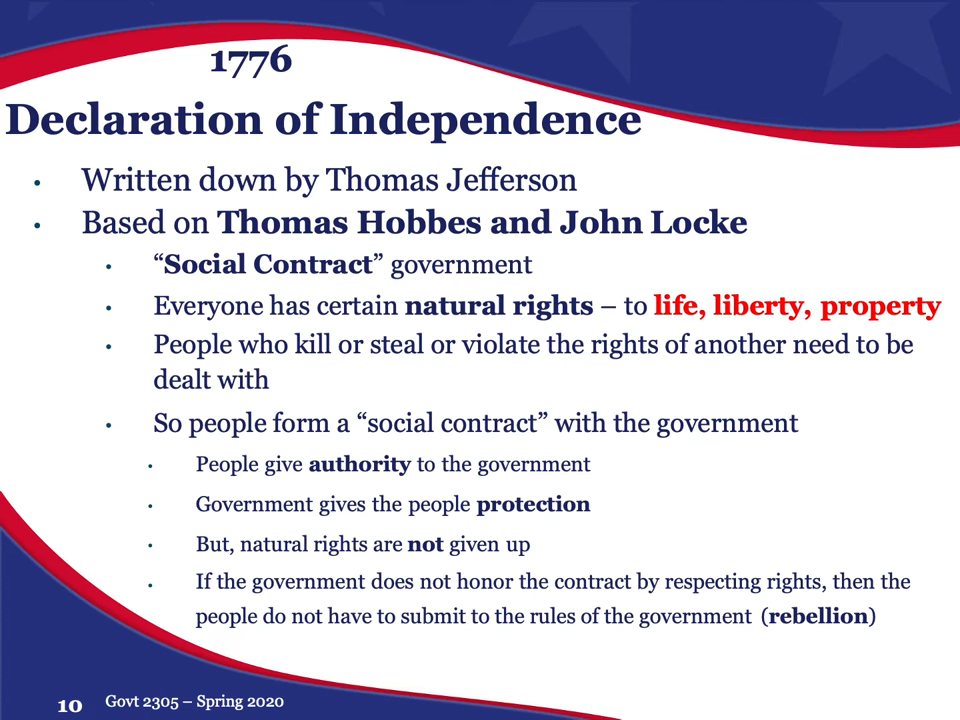 1776
Declaration of Independence
• Written down by Thomas Jefferson
• Based on Thomas Hobbes and John Locke
• “Social Contract” government
• Everyone has certain natural rights – to life, liberty, property
• People who kill or steal or violate the rights of another need to be
dealt with
• So people form a “social contract” with the government
• People give authority to the government
• Government gives the people protection
• But, natural rights are not given up
• If the government does not honor the contract by respecting rights, then the
people do not have to submit to the rules of the government (rebellion)
10 Govt 2305 – Spring 2020